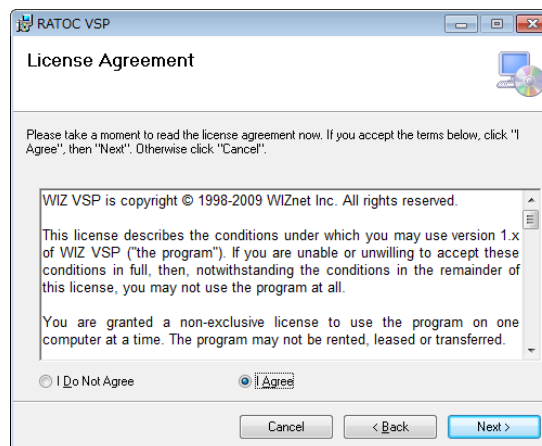 RATOC VSP
License Agreement
Please take a moment to read the license agreement now. If you accept the terms below, click "I
Agree", then "Next". Otherwise click "Cancel".
WIZ VSP is copyright © 1998-2009 WIZnet Inc. All rights reserved.
This license describes the conditions under which you may use version 1.x
of WIZ VSP ("the program"). If you are unable or unwilling to accept these
conditions in full, then, notwithstanding the conditions in the remainder of
this license, you may not use the program at all.
You are granted a non-exclusive license to use the program on one
computer at a time. The program may not be rented, leased or transferred.
I Do Not Agree
I Agree
Cancel
< Back
Next >